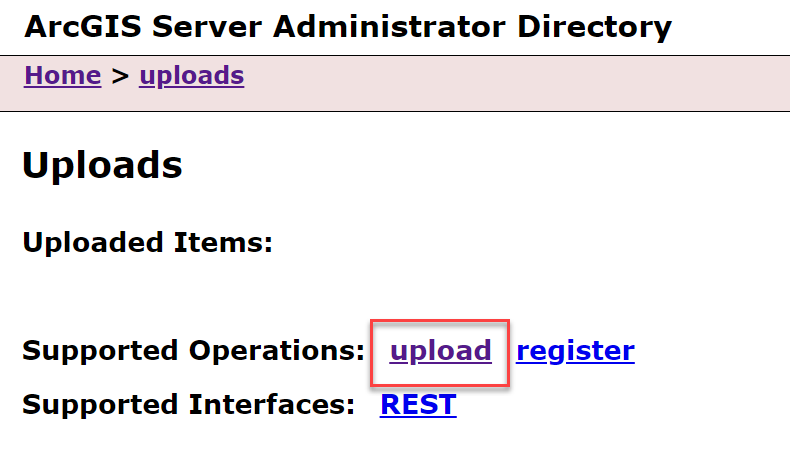 ArcGIS Server Administrator Directory
Home > uploads
Uploads
Uploaded Items:
Supported Operations: upload register
Supported Interfaces: REST